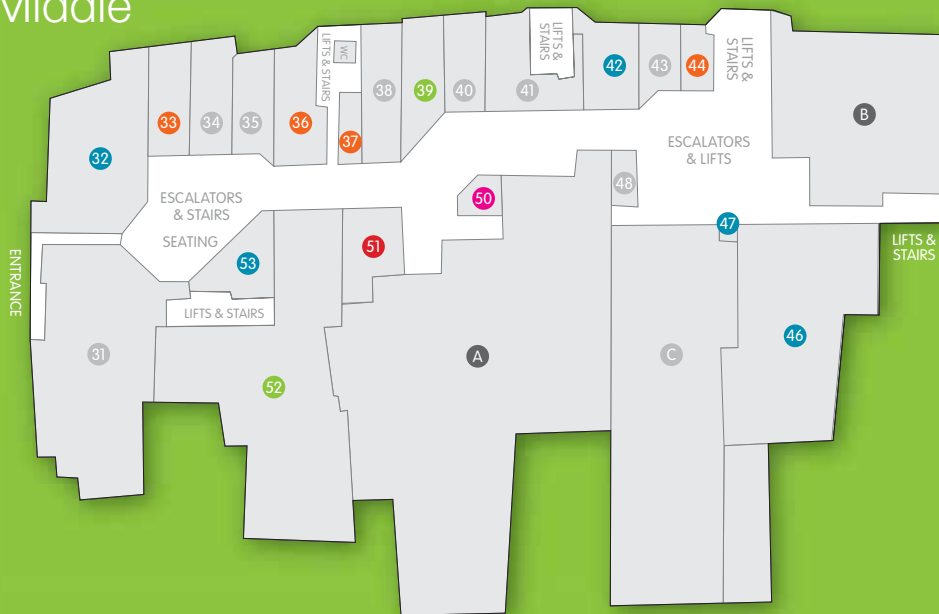 Middle
LIFTS & STAIRS
WC
LIFTS &
STAIRS
LIFTS &
STAIRS
33
34
35
36
37
38
39
40
41
42
43
44
B
32
ESCALATORS
& STAIRS
SEATING
ESCALATORS
& LIFTS
48
50
47
51
53
ENTRANCE
LIFTS &
STAIRS
LIFTS & STAIRS
31
52
A
C
46